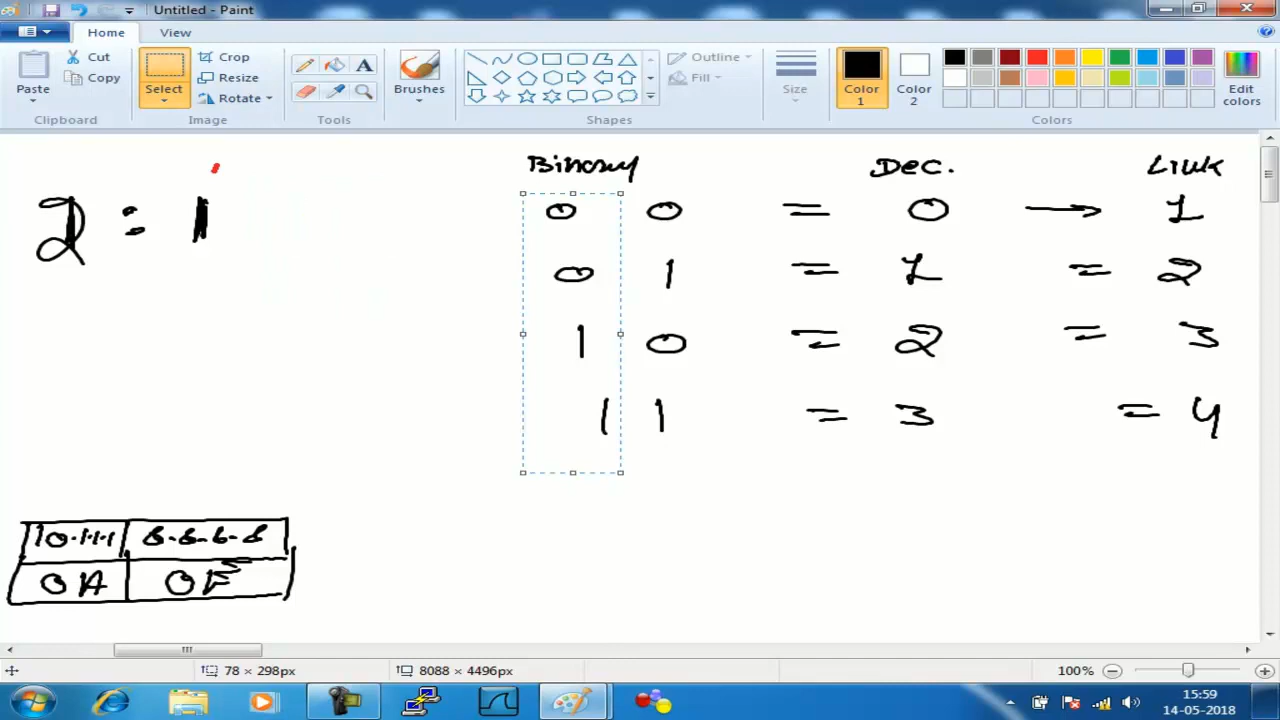 Untitled - Paint
Home View
Paste Cut Copy Clipboard
Select Crop Resize Rotate Image
Tools
Brushes
Shapes Outline Fill
Size
Color 1 Color 2 Edit colors Colors
Binary Dec. Link
2 : 1
0 0 = 0 → 1
0 1 = 1 = 2
1 0 = 2 = 3
1 1 = 3 = 4
10.1.1.1 8.8.8.8
0A 0F
78 × 298px 8088 × 4496px 100%
15:59
14-05-2018